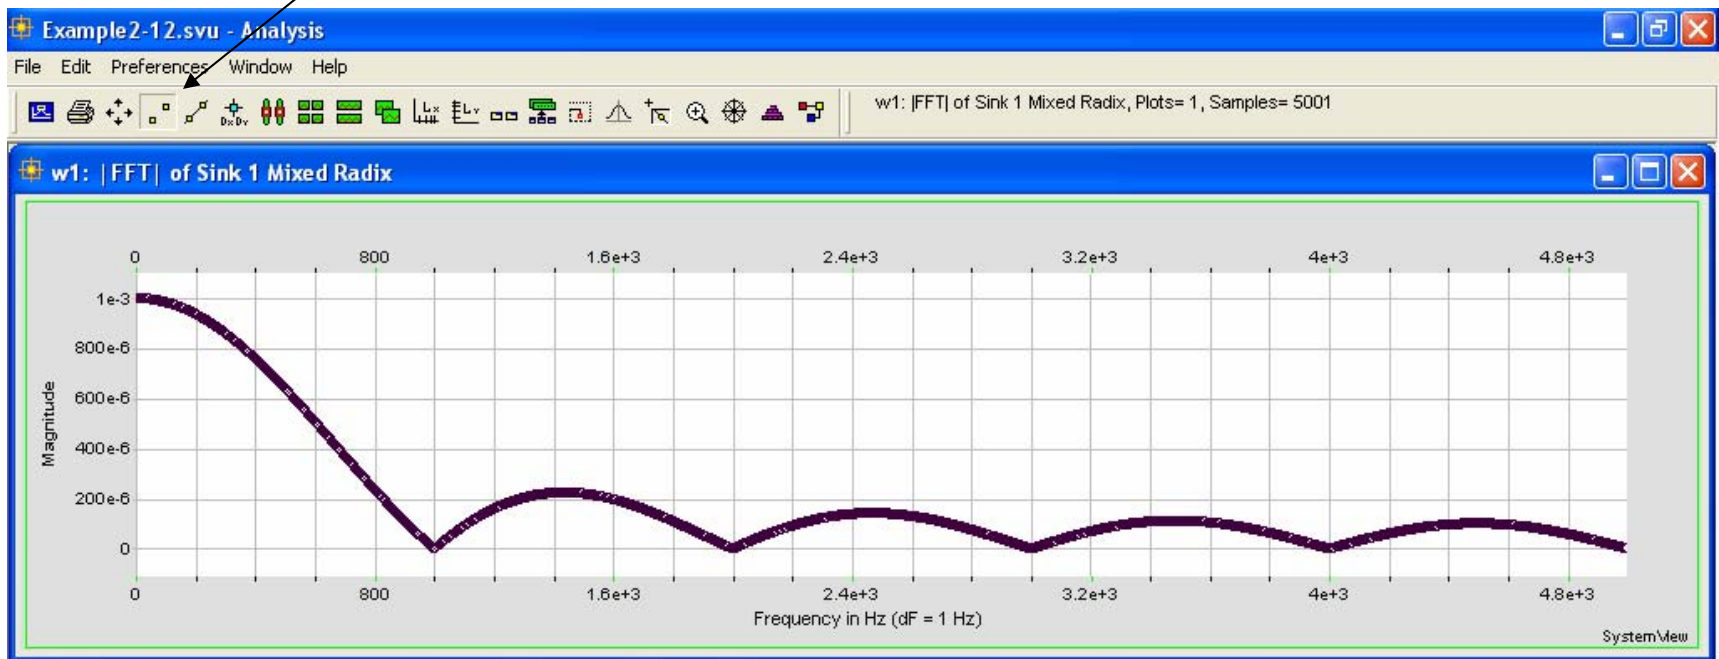 Example2-12.svu - Analysis
File Edit Preferences Window Help
w1: |FFT| of Sink 1 Mixed Radix, Plots= 1, Samples= 5001
w1: |FFT| of Sink 1 Mixed Radix
0 800 1.6e+3 2.4e+3 3.2e+3 4e+3 4.8e+3
1e-3
800e-6
600e-6
400e-6
200e-6
0
Magnitude
0 800 1.6e+3 2.4e+3 3.2e+3 4e+3 4.8e+3
Frequency in Hz (dF = 1 Hz)
SystemView